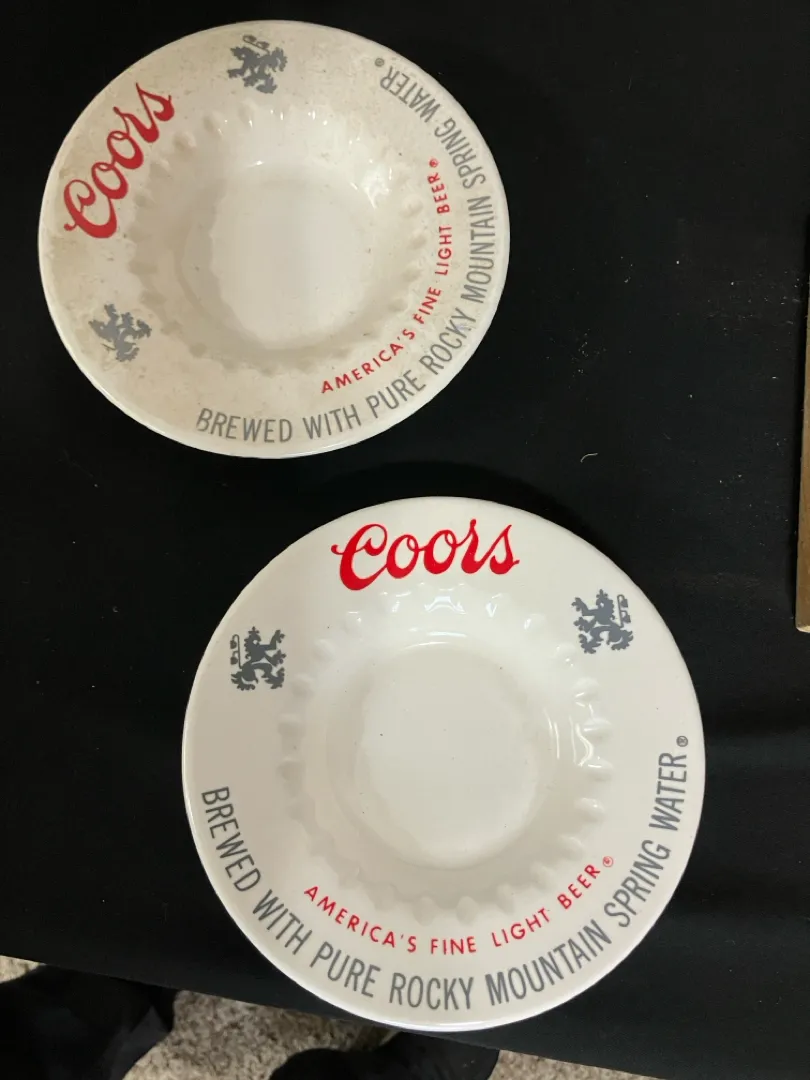 Coors
AMERICA'S FINE LIGHT BEER®
BREWED WITH PURE ROCKY MOUNTAIN SPRING WATER®
Coors
AMERICA'S FINE LIGHT BEER®
BREWED WITH PURE ROCKY MOUNTAIN SPRING WATER®